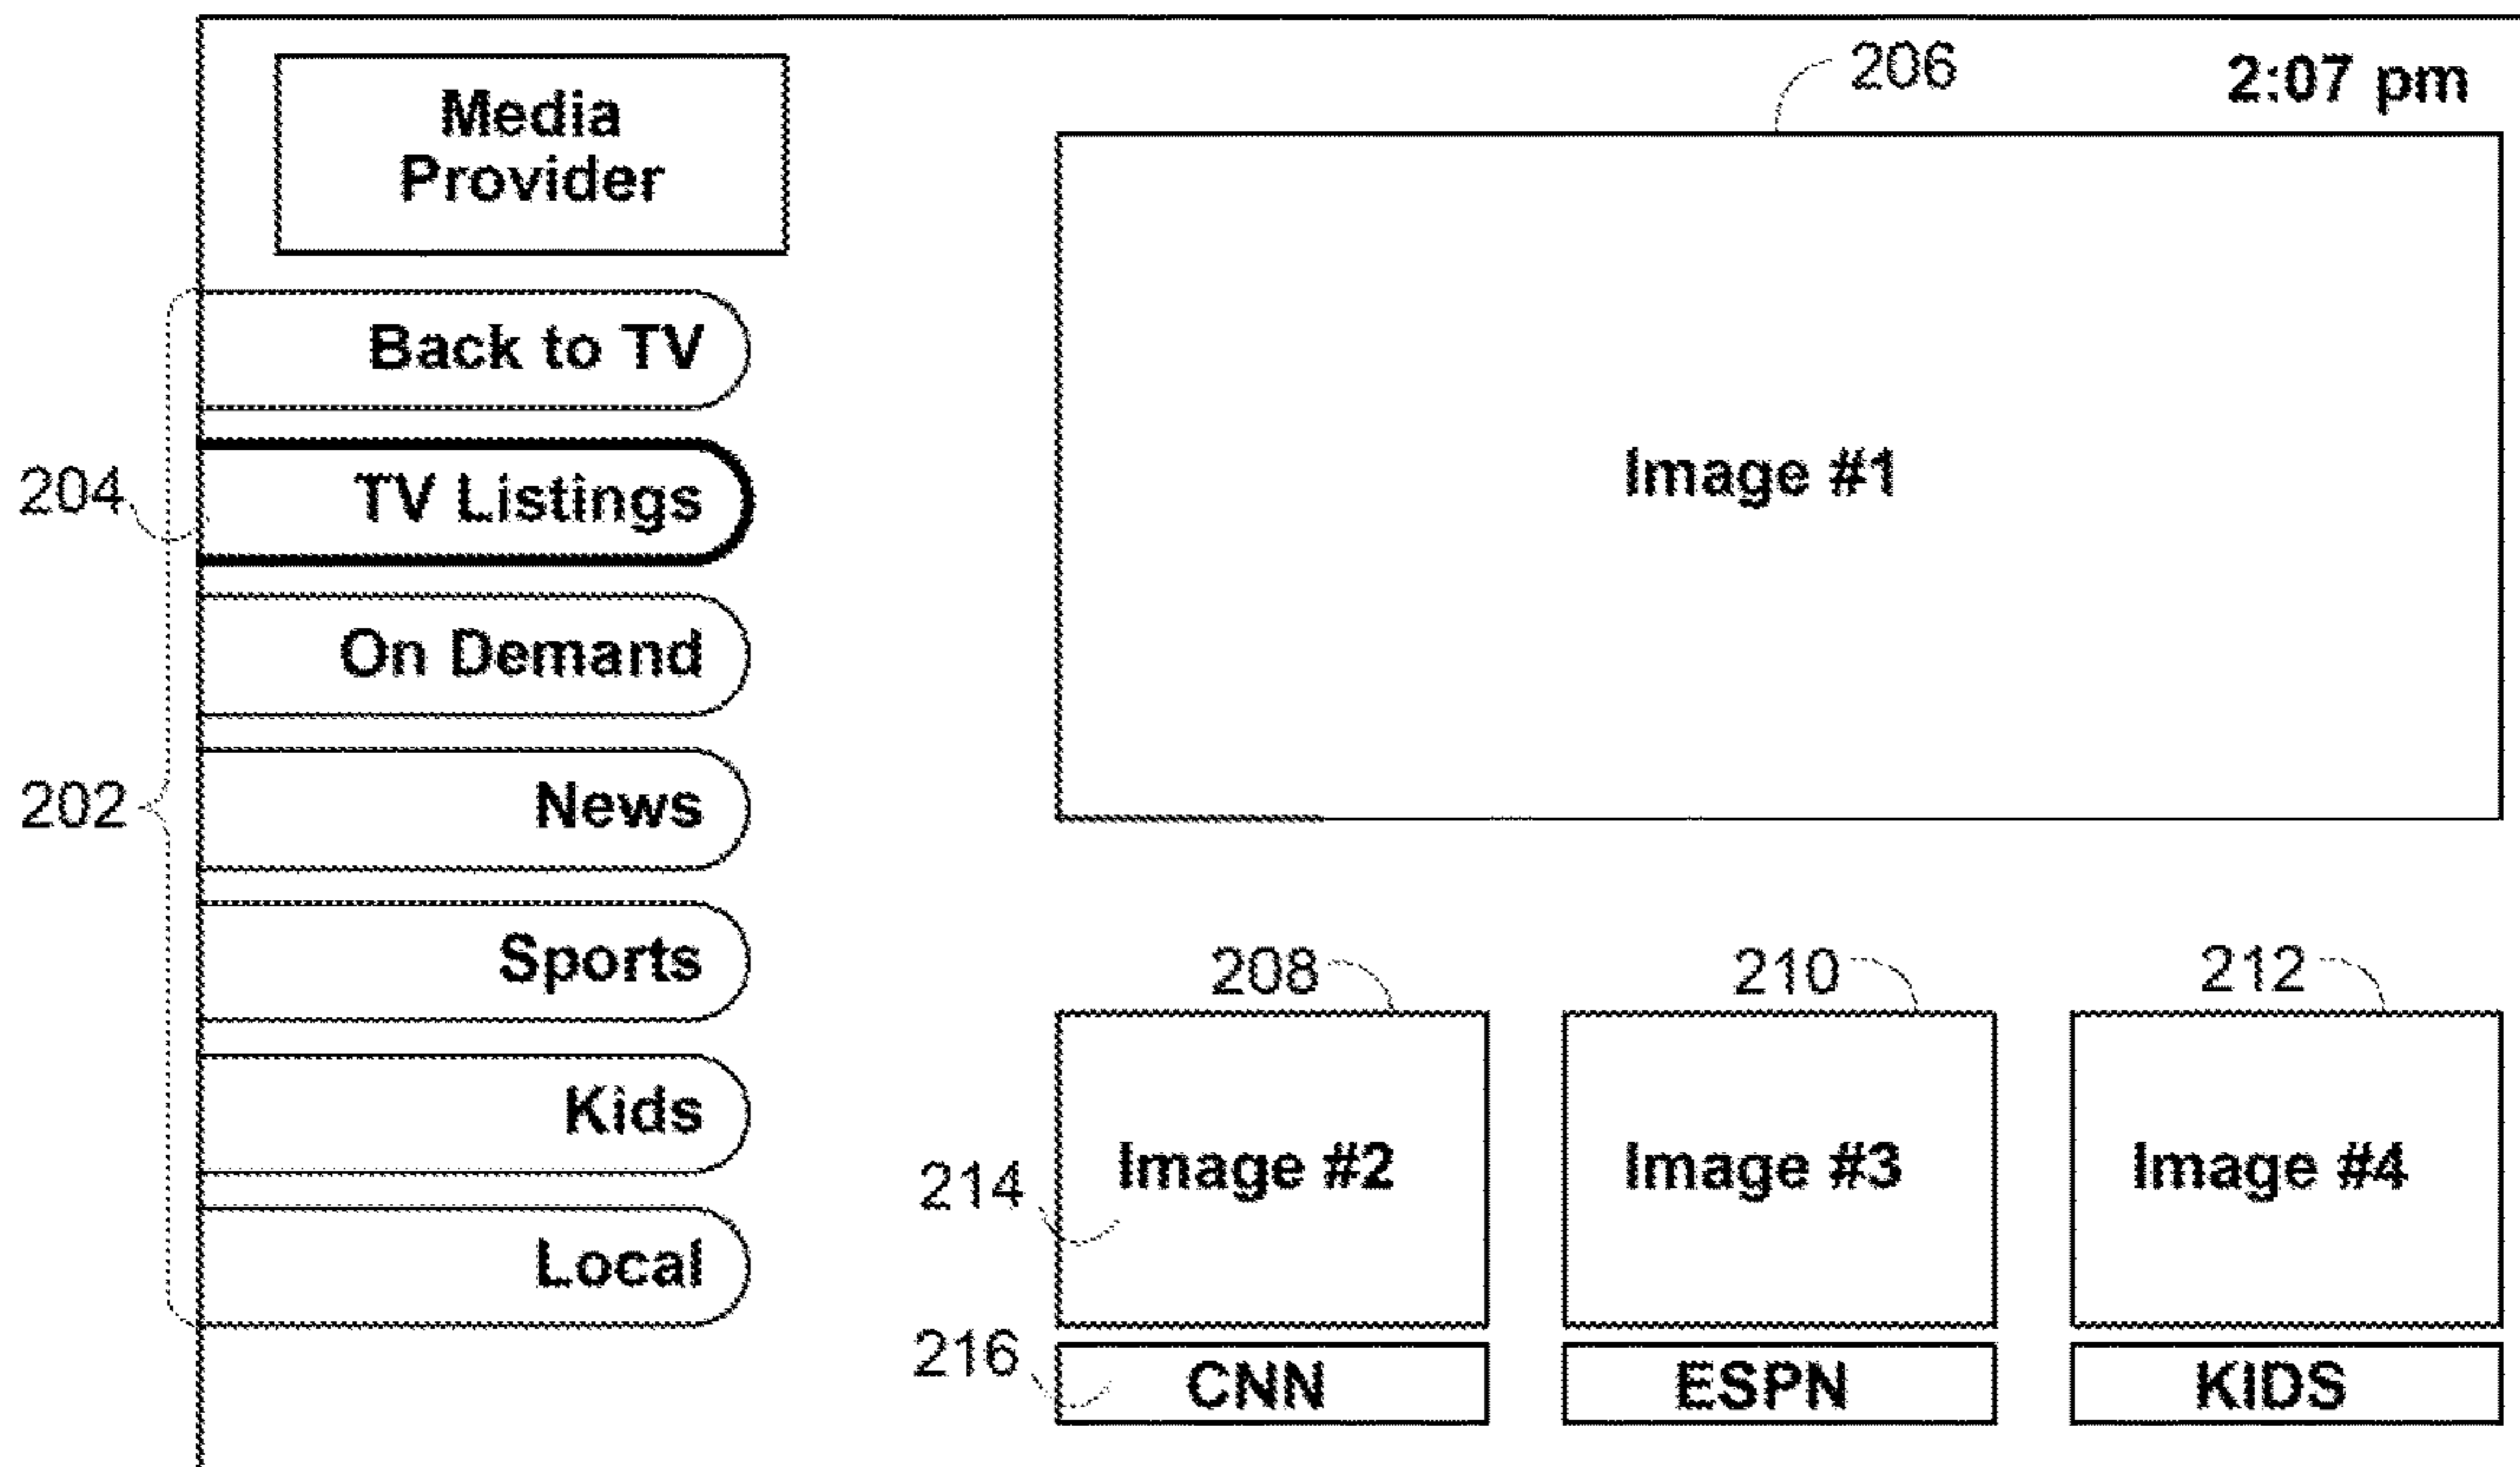 206
2:07 pm
Media
Provider
Back to TV
204
TV Listings
Image #1
On Demand
202
News
Sports
208
210
212
Kids
214
Image #2
Image #3
Image #4
Local
216
CNN
ESPN
KIDS